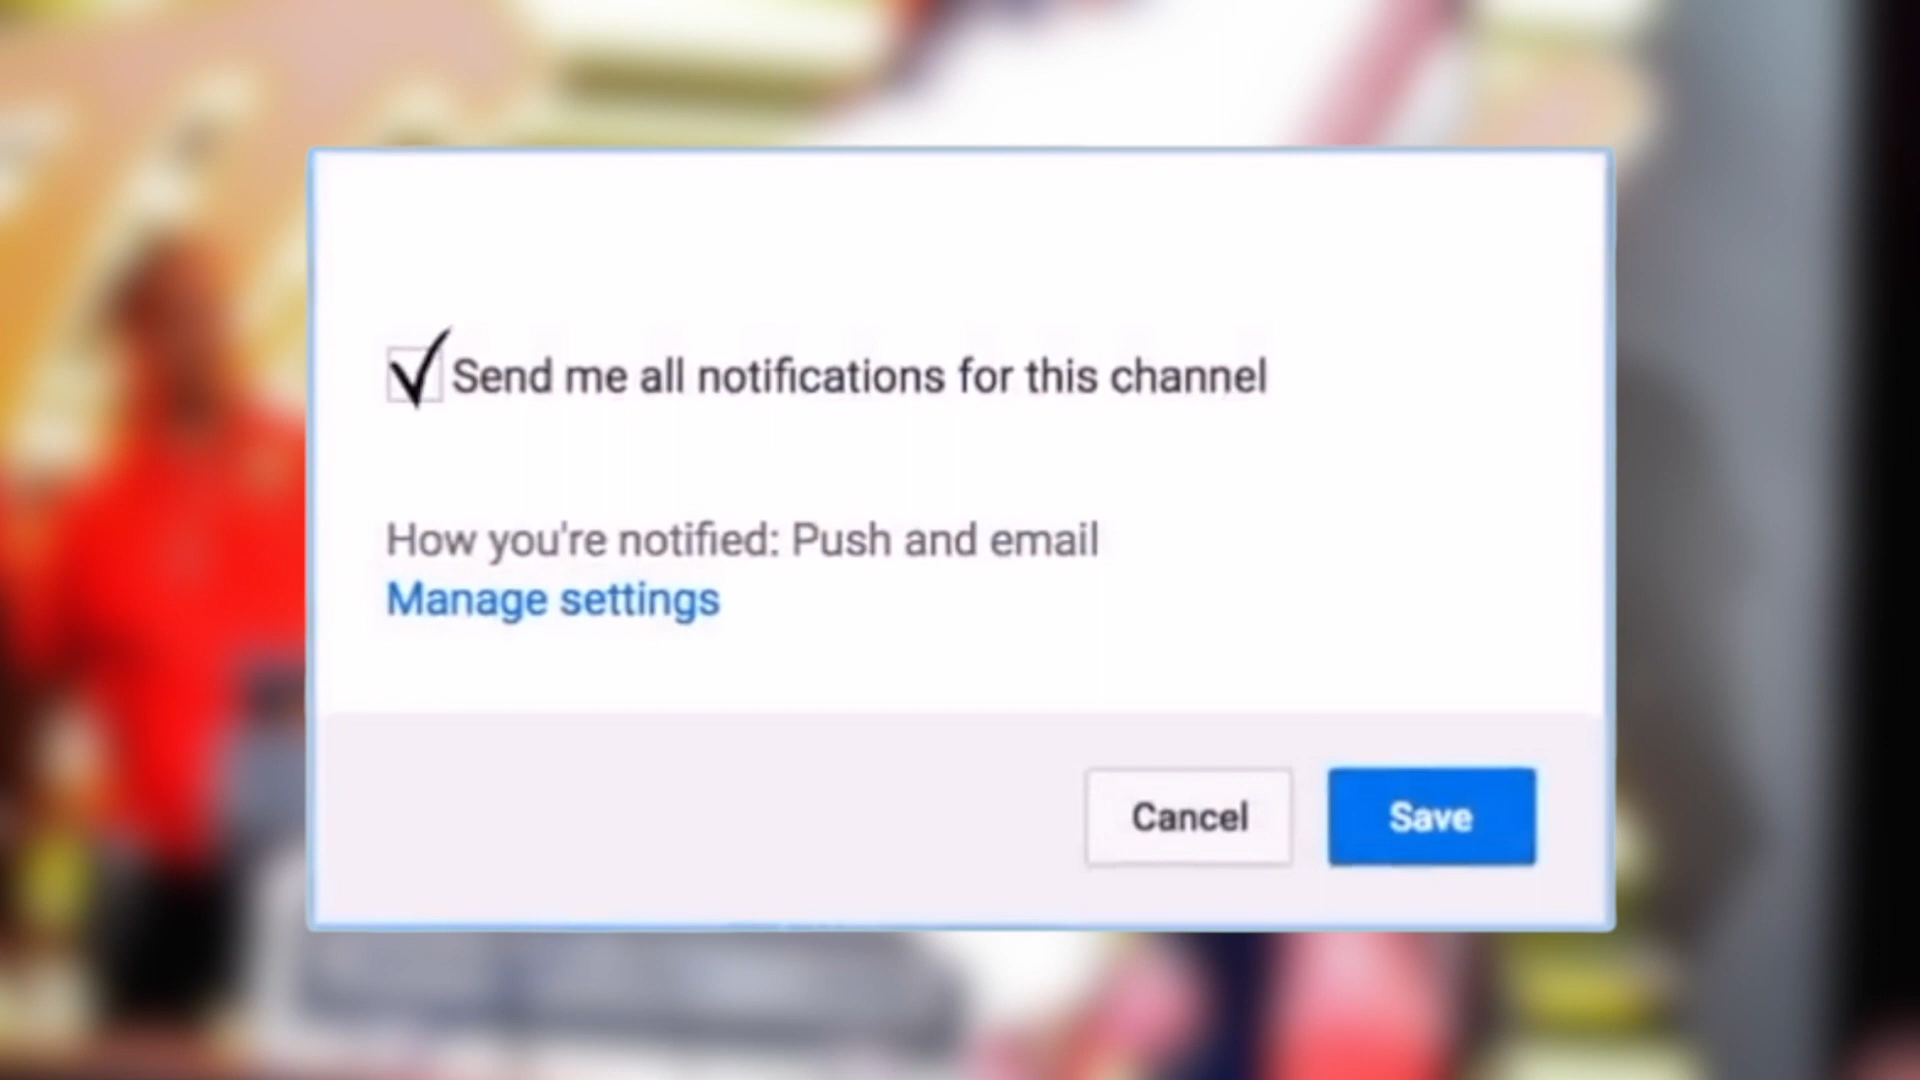 Send me all notifications for this channel
How you're notified: Push and email
Manage settings
Cancel
Save